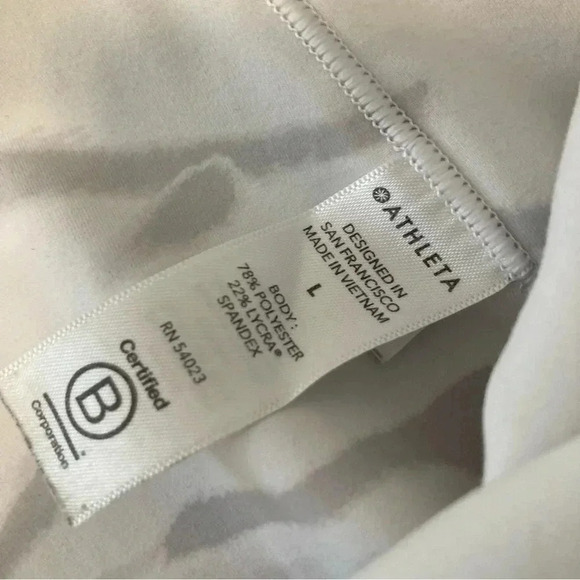 ATHLETA
DESIGNED IN
SAN FRANCISCO
MADE IN VIETNAM
L
BODY :
78% POLYESTER
22% LYCRA®
SPANDEX
RN 54023
Certified
B
Corporation